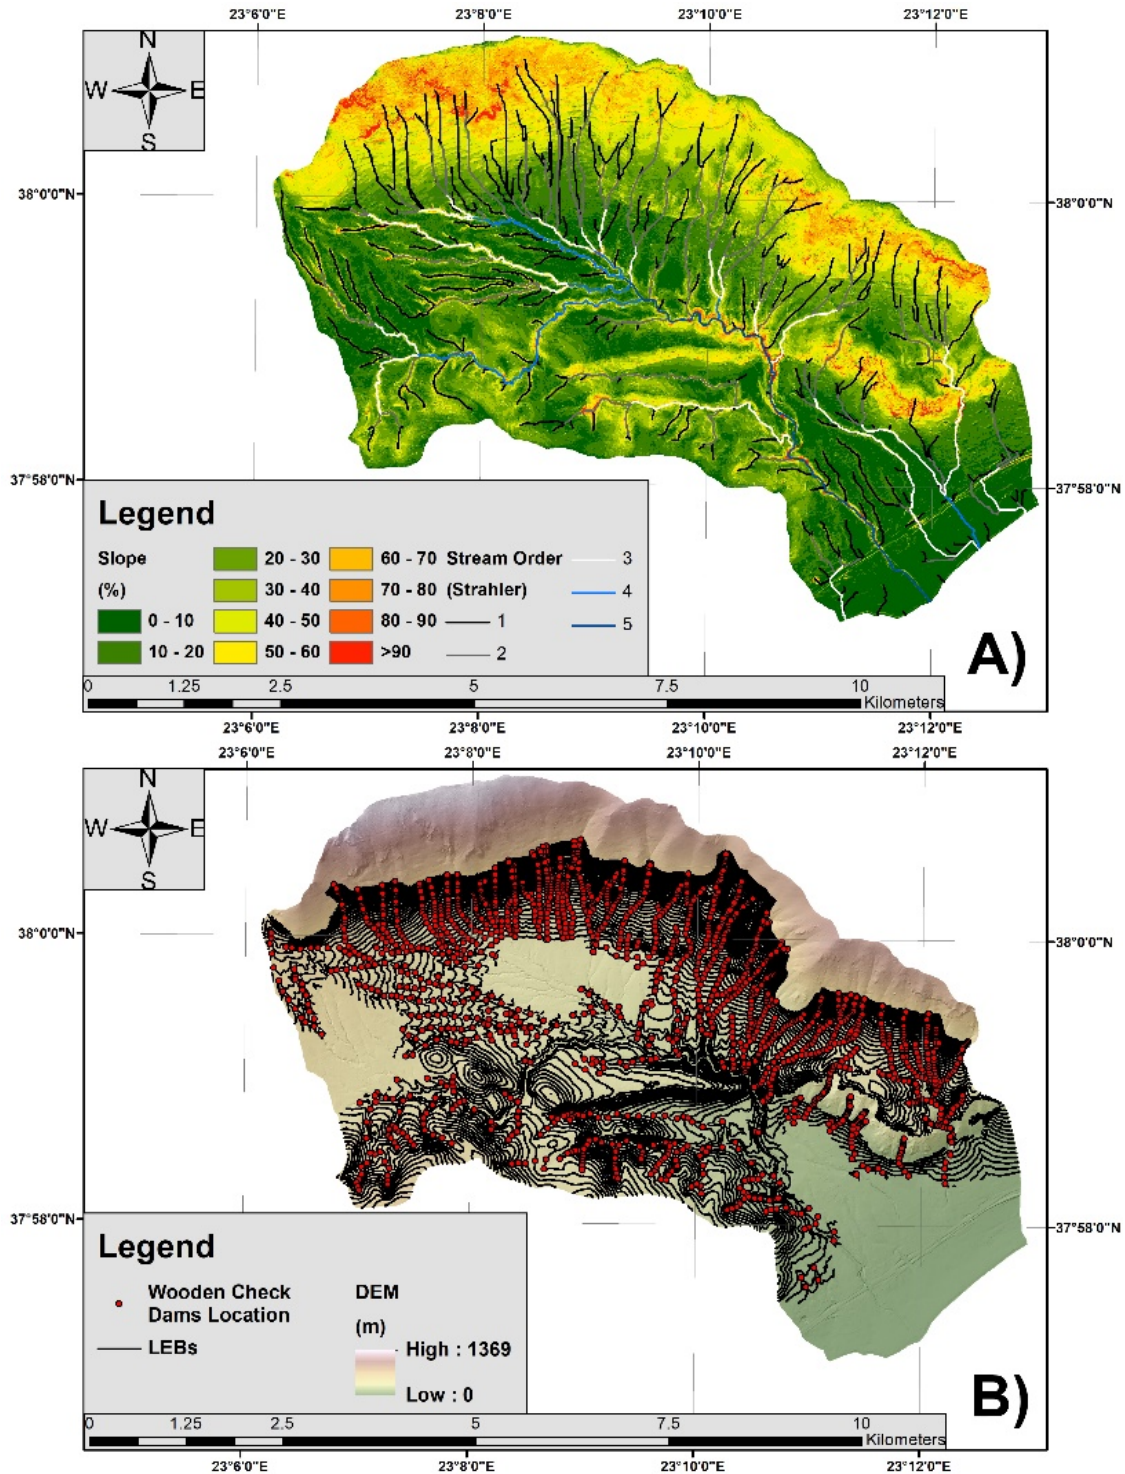 23°6'0"E 23°8'0"E 23°10'0"E 23°12'0"E
N
W E
S
38°0'0"N 38°0'0"N
37°58'0"N 37°58'0"N
Legend
Slope
(%)
0 - 10
10 - 20
20 - 30
30 - 40
40 - 50
50 - 60
60 - 70
70 - 80
80 - 90
>90
Stream Order
(Strahler)
1
2
3
4
5
A)
0 1.25 2.5 5 7.5 10
Kilometers
23°6'0"E 23°8'0"E 23°10'0"E 23°12'0"E
23°6'0"E 23°8'0"E 23°10'0"E 23°12'0"E
N
W E
S
38°0'0"N 38°0'0"N
37°58'0"N 37°58'0"N
Legend
Wooden Check
Dams Location
LEBs
DEM
(m)
High : 1369
Low : 0
B)
0 1.25 2.5 5 7.5 10
Kilometers
23°6'0"E 23°8'0"E 23°10'0"E 23°12'0"E